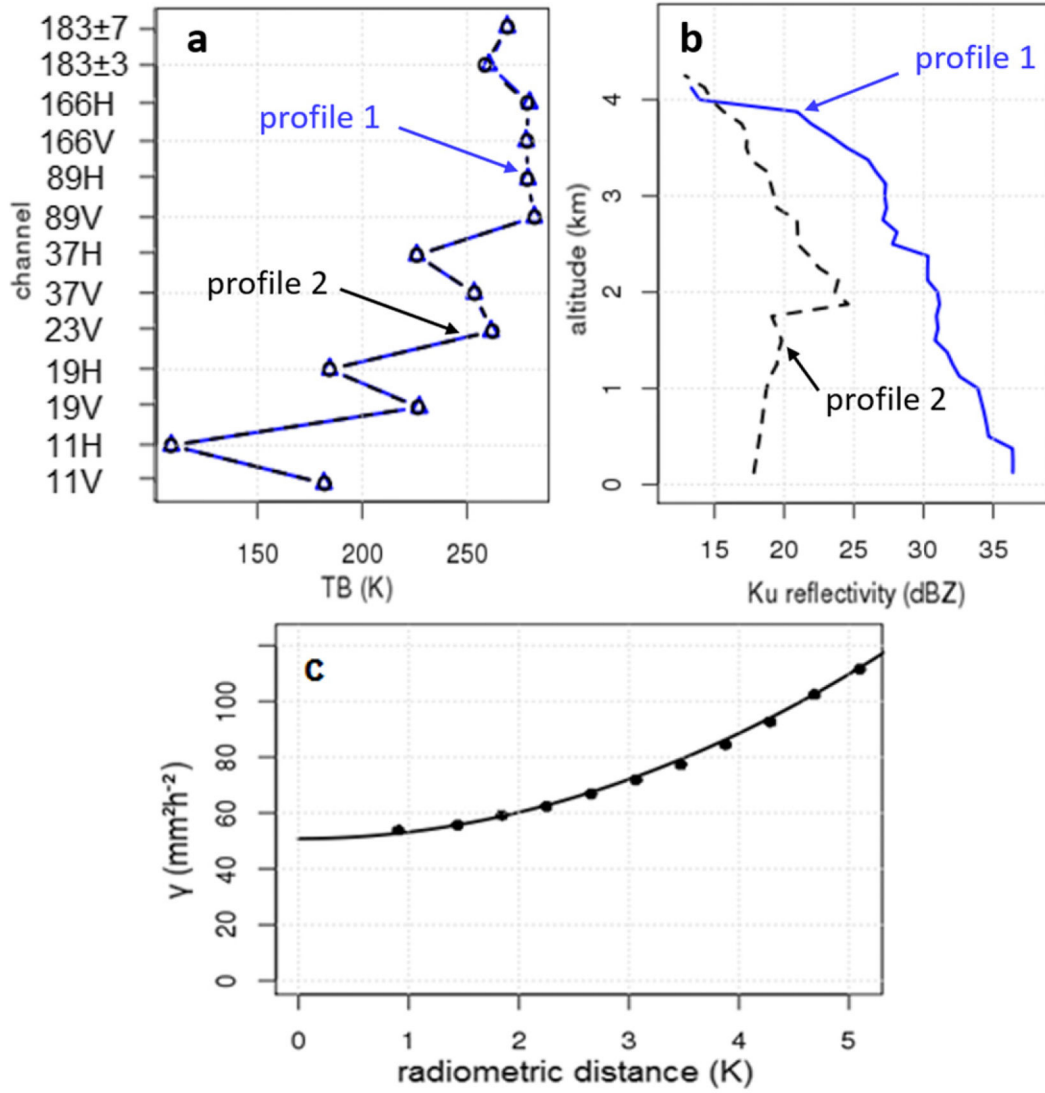 a
183±7
183±3
166H
166V
89H
89V
37H
37V
23V
19H
19V
11H
11V
channel
profile 1
profile 2
150 200 250
TB (K)
b
profile 1
profile 2
4
3
2
1
0
altitude (km)
15 20 25 30 35
Ku reflectivity (dBZ)
c
100
80
60
40
20
0
γ (mm²h⁻²)
0 1 2 3 4 5
radiometric distance (K)